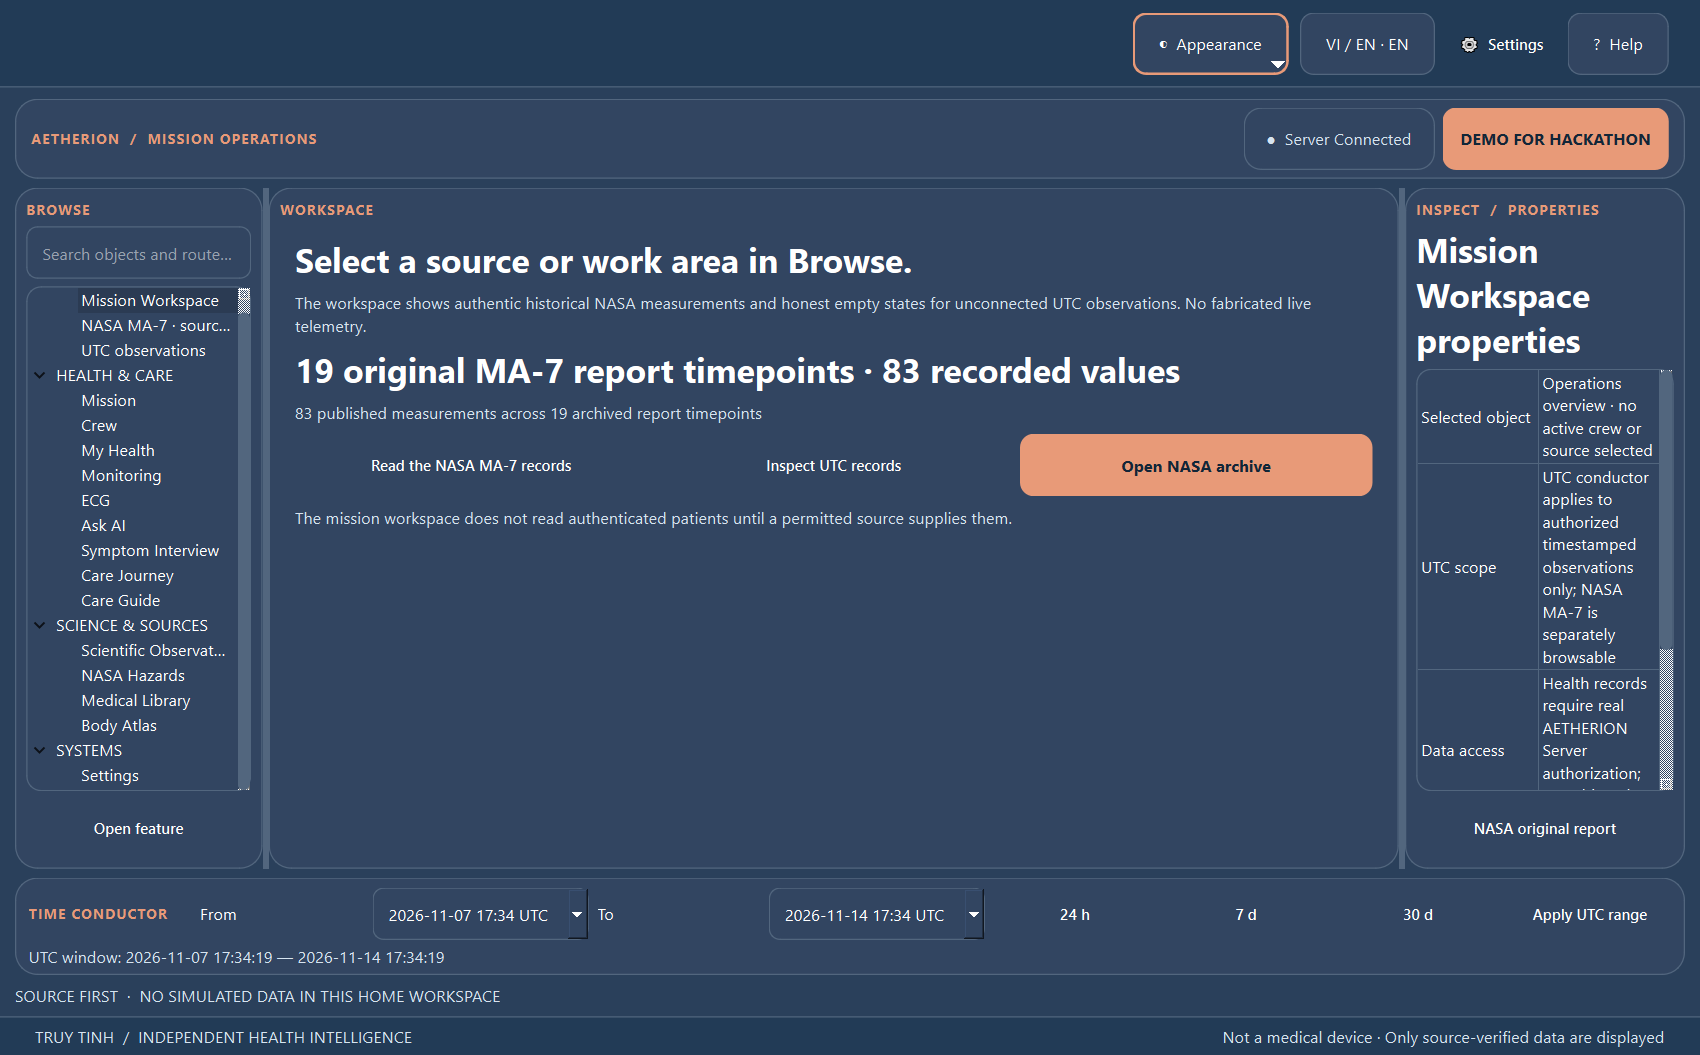 Appearance
VI / EN · EN
Settings
? Help
AETHERION / MISSION OPERATIONS
Server Connected
DEMO FOR HACKATHON
BROWSE
Search objects and route...
Mission Workspace
NASA MA-7 · sourc...
UTC observations
HEALTH & CARE
Mission
Crew
My Health
Monitoring
ECG
Ask AI
Symptom Interview
Care Journey
Care Guide
SCIENCE & SOURCES
Scientific Observat...
NASA Hazards
Medical Library
Body Atlas
SYSTEMS
Settings
Open feature
WORKSPACE
Select a source or work area in Browse.
The workspace shows authentic historical NASA measurements and honest empty states for unconnected UTC observations. No fabricated live
telemetry.
19 original MA-7 report timepoints · 83 recorded values
83 published measurements across 19 archived report timepoints
Read the NASA MA-7 records
Inspect UTC records
Open NASA archive
The mission workspace does not read authenticated patients until a permitted source supplies them.
INSPECT / PROPERTIES
Mission
Workspace
properties
Selected object
Operations
overview · no
active crew or
source selected
UTC scope
UTC conductor
applies to
authorized
timestamped
observations
only; NASA
MA-7 is
separately
browsable
Data access
Health records
require real
AETHERION
Server
authorization;
NASA original report
TIME CONDUCTOR
From
2026-11-07 17:34 UTC
To
2026-11-14 17:34 UTC
24 h
7 d
30 d
Apply UTC range
UTC window: 2026-11-07 17:34:19 — 2026-11-14 17:34:19
SOURCE FIRST · NO SIMULATED DATA IN THIS HOME WORKSPACE
TRUY TINH / INDEPENDENT HEALTH INTELLIGENCE
Not a medical device · Only source-verified data are displayed